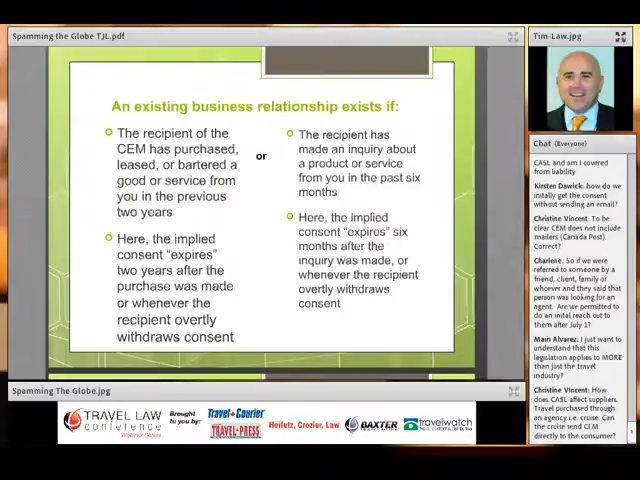 Spamming the Globe TJL.pdf
An existing business relationship exists if:
The recipient of the
CEM has purchased,
leased, or bartered a
good or service from
you in the previous
two years
Here, the implied
consent “expires”
two years after the
purchase was made
or whenever the
recipient overtly
withdraws consent
or
The recipient has
made an inquiry about
a product or service
from you in the past six
months
Here, the implied
consent “expires” six
months after the
inquiry was made, or
whenever the recipient
overtly withdraws
consent
Tim-Law.jpg
Chat (Everyone)
CASL and am I covered
from liability
Kirsten Dawick: how do we
initally get the consent
without sending an email?
Christine Vincent: To be
clear CEM does not include
mailers (Canada Post).
Correct?
Charlene: So if we were
referred to someone by a
friend, client, family or
whoever and they said that
person was looking for an
agent. Are we permitted to
do an inital reach out to
them after July 1?
Mam Alvarez: I just want to
understand that this
legislation applies to MORE
than just the travel
industry?
Christine Vincent: How
does CASL affect suppliers.
Travel purchased through
an agency i.e. cruise. Can
the cruise send CEM
directly to the consumer?
Spamming The Globe.jpg
TRAVEL LAW
conference
Webinar Series
Brought
to you by:
Travel Courier
TRAVEL PRESS
Heifetz, Crozier, Law
BAXTER
travelwatch